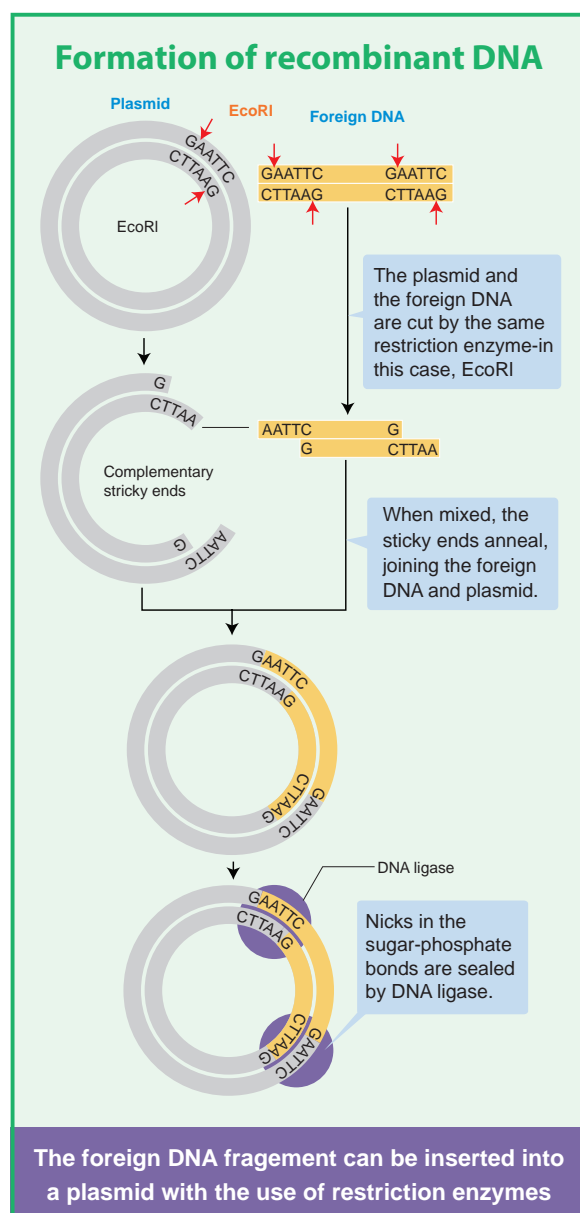 Formation of recombinant DNA
Plasmid
EcoRI
Foreign DNA
GAATTC
CTTAAG
EcoRI
GAATTC GAATTC
CTTAAG CTTAAG
The plasmid and
the foreign DNA
are cut by the same
restriction enzyme-in
this case, EcoRI
G
CTTAA
AATTC G
G CTTAA
Complementary
stricky ends
G
AATTC
When mixed, the
sticky ends anneal,
joining the foreign
DNA and plasmid.
GAATTC
CTTAAG
CTTAAG
GAATTC
DNA ligase
GAATTC
CTTAAG
Nicks in the
sugar-phosphate
bonds are sealed
by DNA ligase.
CTTAAG
GAATTC
The foreign DNA fragement can be inserted into
a plasmid with the use of restriction enzymes